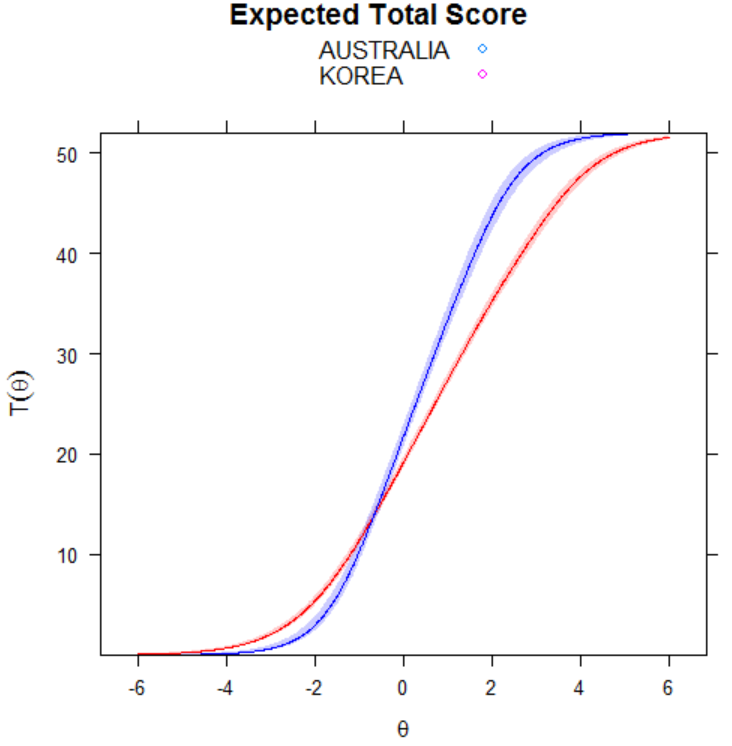 Expected Total Score
AUSTRALIA
KOREA
50
40
30
20
10
T(θ)
-6 -4 -2 0 2 4 6
θ